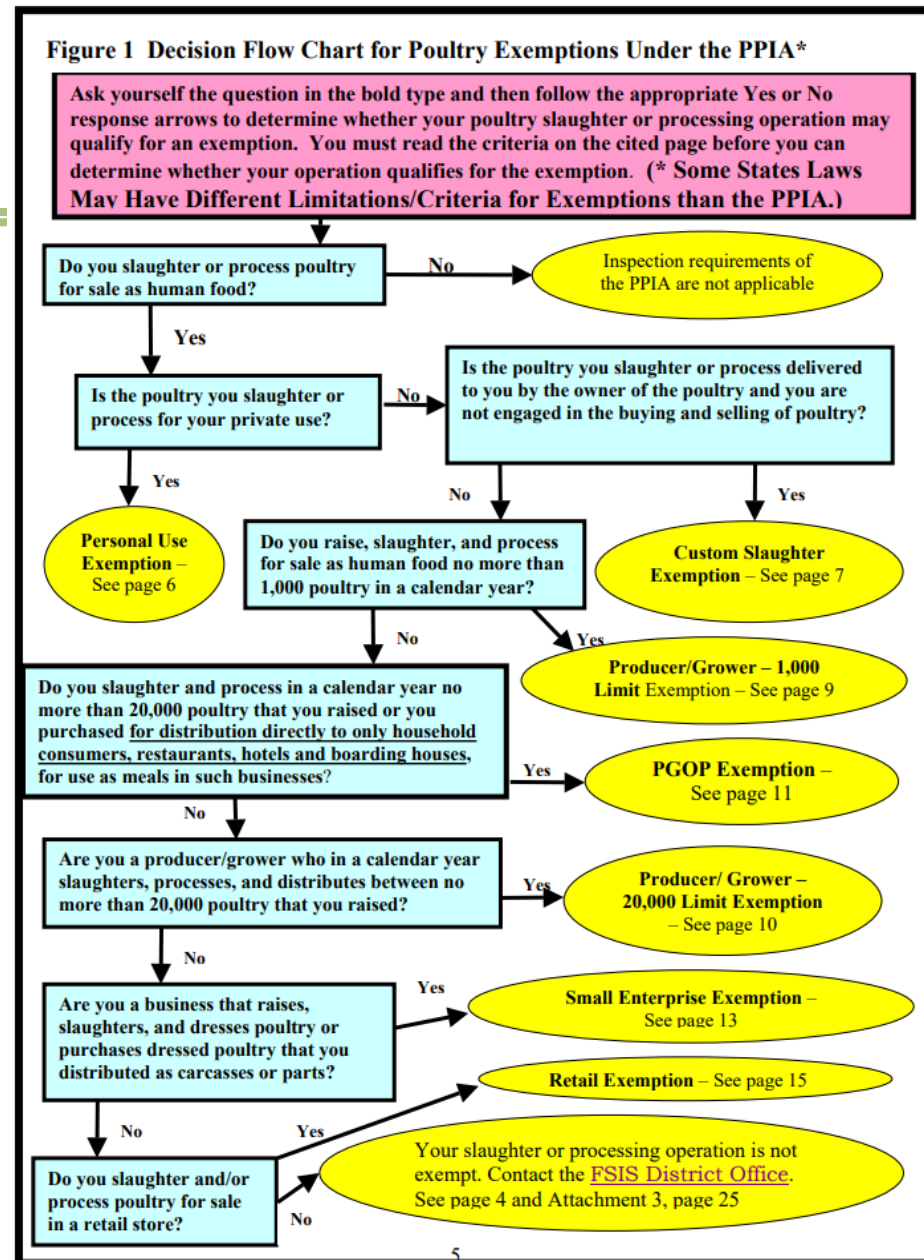 Figure 1 Decision Flow Chart for Poultry Exemptions Under the PPIA*
Ask yourself the question in the bold type and then follow the appropriate Yes or No
response arrows to determine whether your poultry slaughter or processing operation may
qualify for an exemption. You must read the criteria on the cited page before you can
determine whether your operation qualifies for the exemption. (* Some States Laws
May Have Different Limitations/Criteria for Exemptions than the PPIA.)
Do you slaughter or process poultry
for sale as human food?
No
Inspection requirements of
the PPIA are not applicable
Yes
Is the poultry you slaughter or
process for your private use?
No
Is the poultry you slaughter or process delivered
to you by the owner of the poultry and you are
not engaged in the buying and selling of poultry?
Yes
No
Yes
Personal Use
Exemption –
See page 6
Do you raise, slaughter, and process
for sale as human food no more than
1,000 poultry in a calendar year?
Custom Slaughter
Exemption – See page 7
No
Yes
Producer/Grower – 1,000
Limit Exemption – See page 9
Do you slaughter and process in a calendar year no
more than 20,000 poultry that you raised or you
purchased for distribution directly to only household
consumers, restaurants, hotels and boarding houses,
for use as meals in such businesses?
Yes
PGOP Exemption –
See page 11
No
Are you a producer/grower who in a calendar year
slaughters, processes, and distributes between no
more than 20,000 poultry that you raised?
Yes
Producer/ Grower –
20,000 Limit Exemption
– See page 10
No
Are you a business that raises,
slaughters, and dresses poultry or
purchases dressed poultry that you
distributed as carcasses or parts?
Yes
Small Enterprise Exemption –
See page 13
Retail Exemption – See page 15
No
Yes
Do you slaughter and/or
process poultry for sale
in a retail store?
No
Your slaughter or processing operation is not
exempt. Contact the FSIS District Office.
See page 4 and Attachment 3, page 25
5